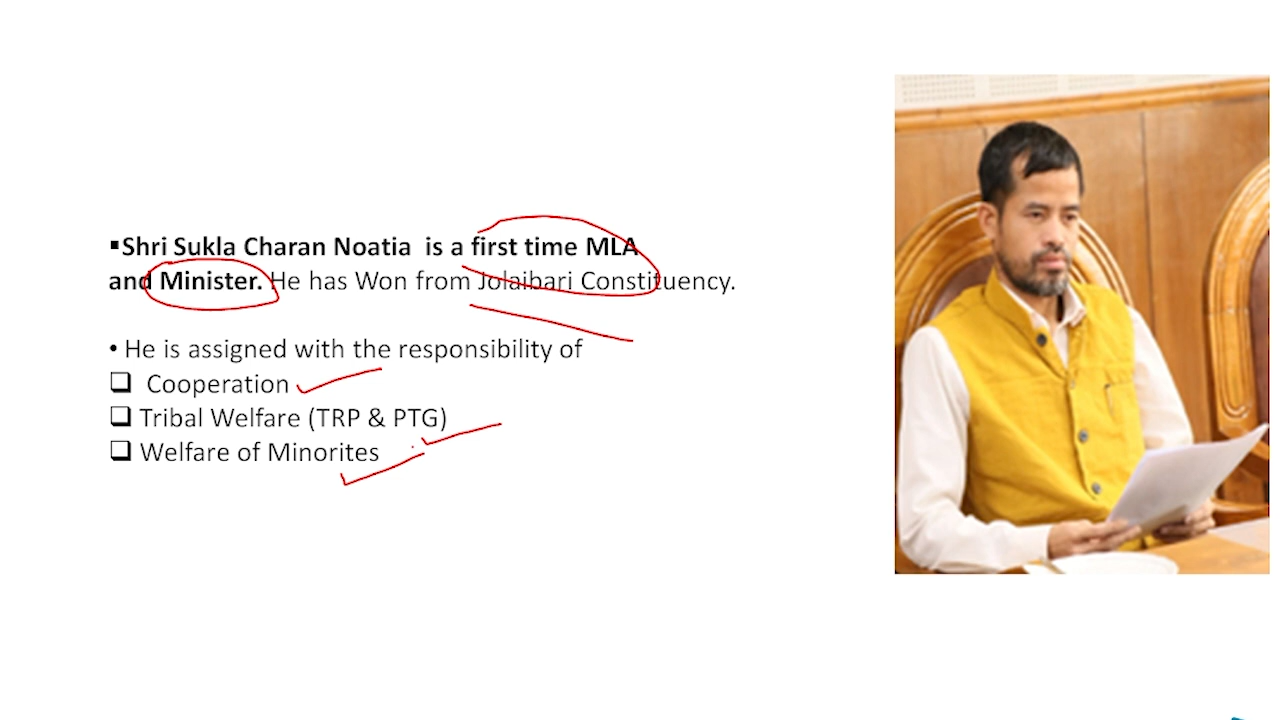 ▪Shri Sukla Charan Noatia is a first time MLA
and Minister. He has Won from Jolaibari Constituency.
• He is assigned with the responsibility of
❑ Cooperation
❑ Tribal Welfare (TRP & PTG)
❑ Welfare of Minorites